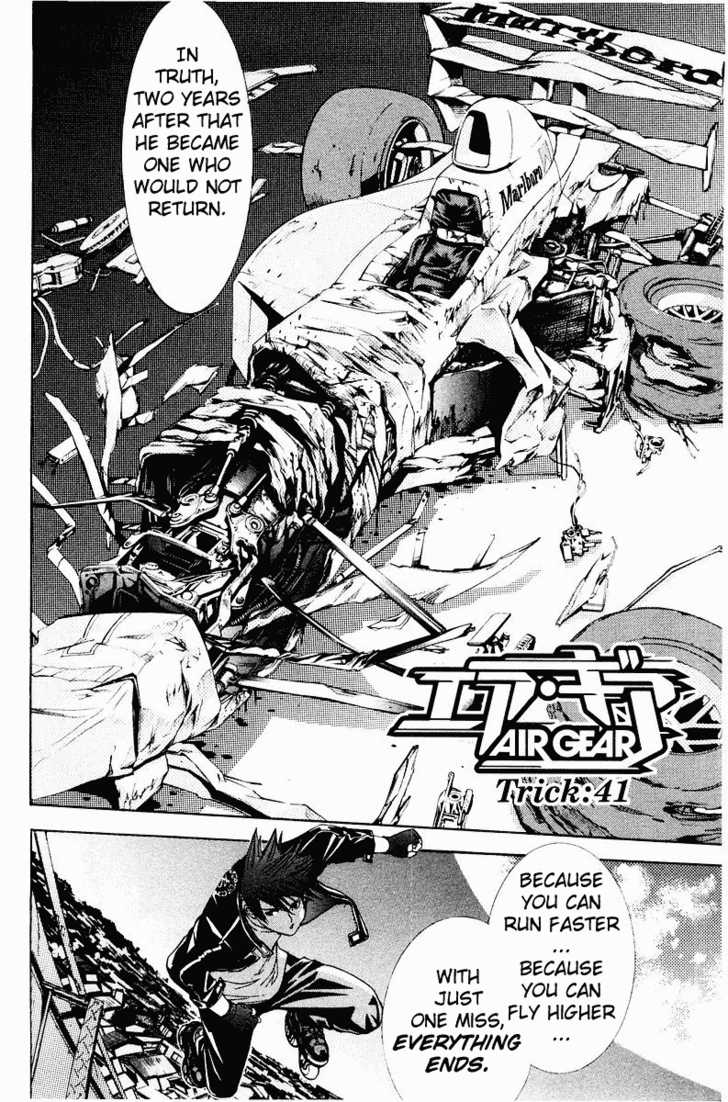 IN
TRUTH,
TWO YEARS
AFTER THAT
HE BECAME
ONE WHO
WOULD NOT
RETURN.
Marlboro
Marlboro
エア・ギア
AIR GEAR
Trick:41
BECAUSE
YOU CAN
RUN FASTER
...
BECAUSE
YOU CAN
FLY HIGHER
...
WITH
JUST
ONE MISS,
EVERYTHING
ENDS.